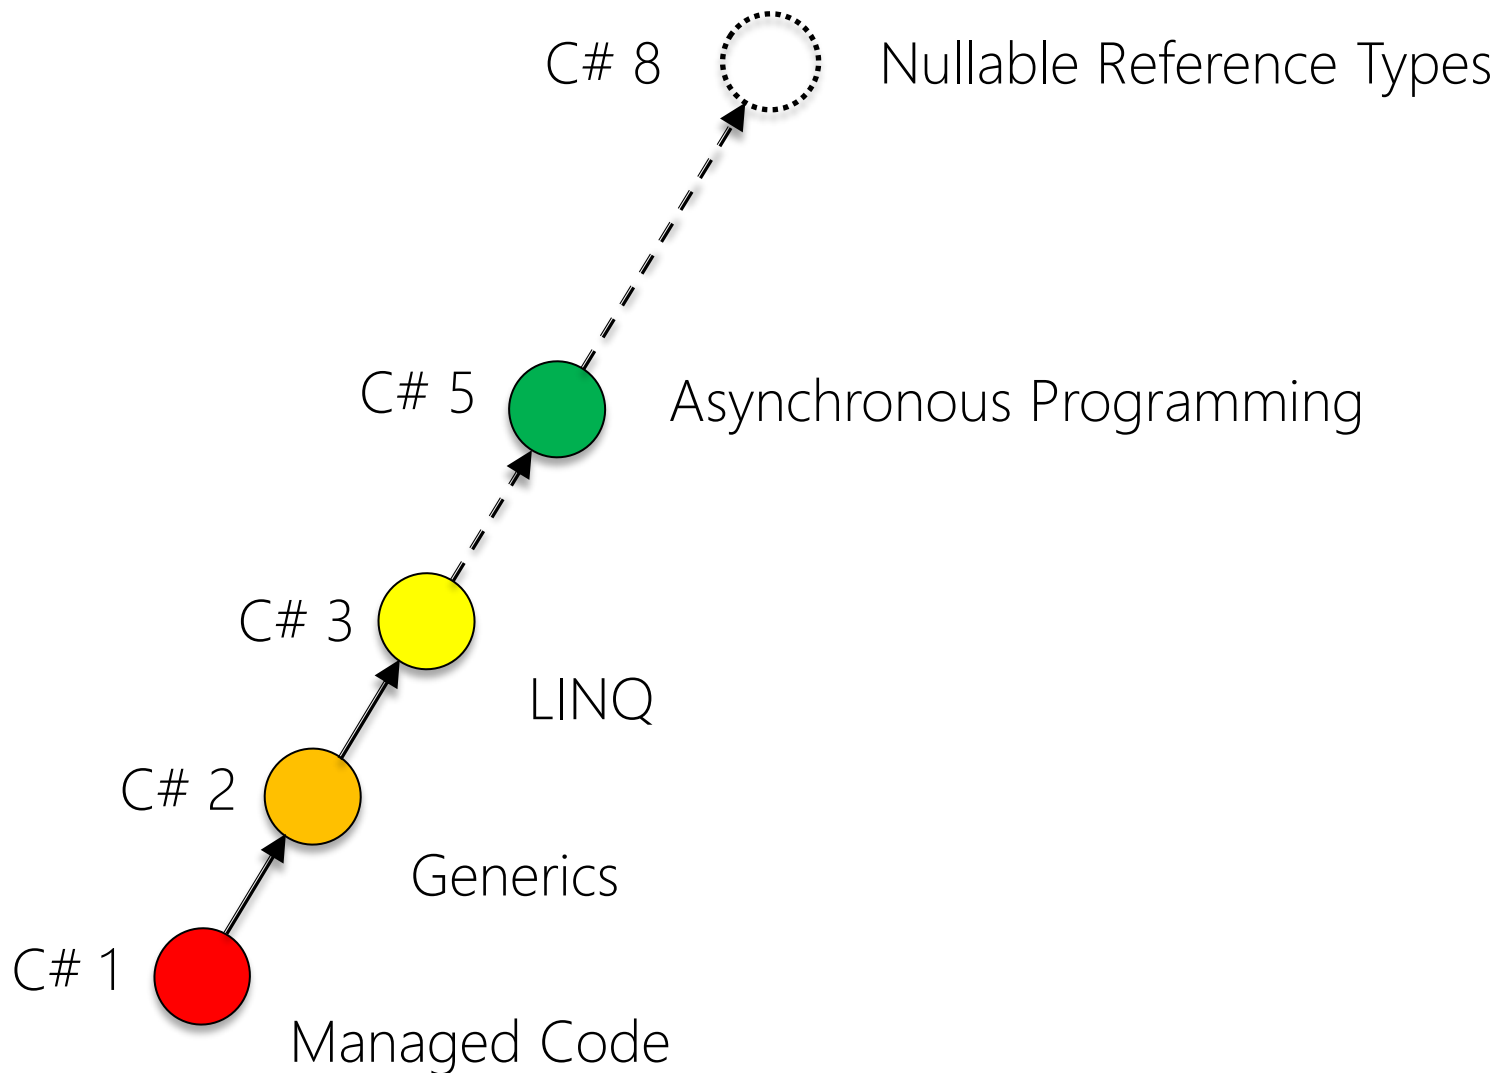 C# 8 Nullable Reference Types
C# 5 Asynchronous Programming
C# 3
LINQ
C# 2
Generics
C# 1
Managed Code